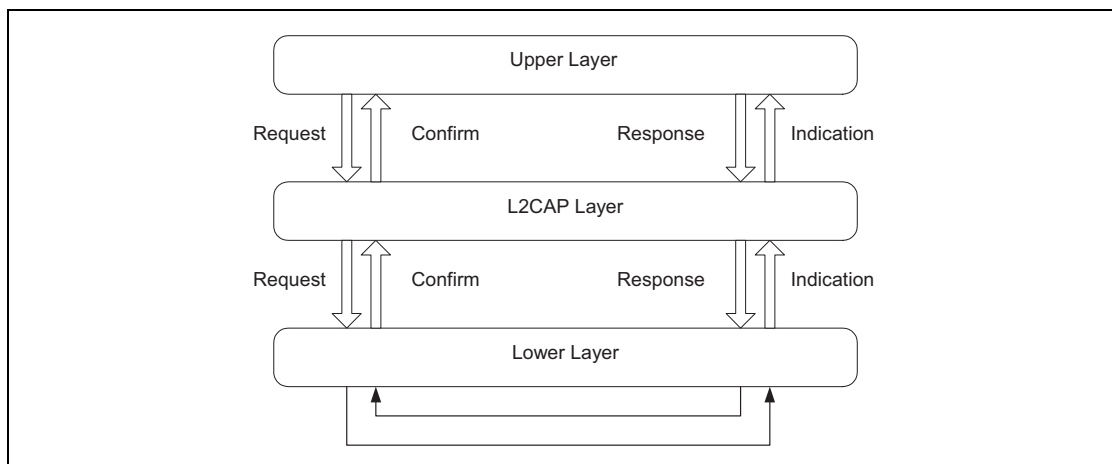 Upper Layer
Request Confirm Response Indication
L2CAP Layer
Request Confirm Response Indication
Lower Layer